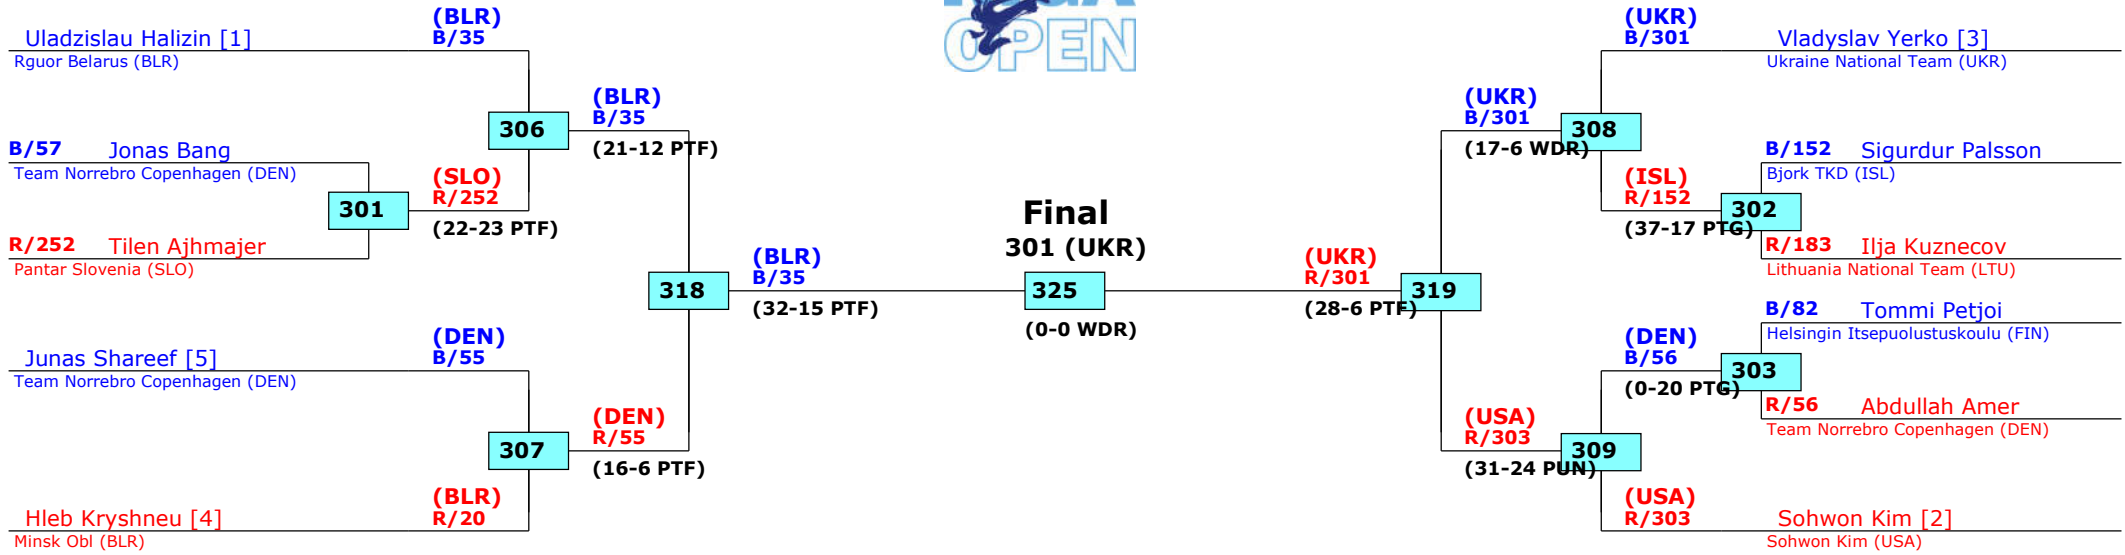 (BLR)
B/35
Uladzislau Halizin [1]
Rguor Belarus (BLR)
OPEN
(UKR)
B/301
Vladyslav Yerko [3]
Ukraine National Team (UKR)
306
(BLR)
B/35
(21-12 PTF)
(UKR)
B/301
(17-6 WDR)
308
B/57 Jonas Bang
Team Norrebro Copenhagen (DEN)
301
(SLO)
R/252
(22-23 PTF)
R/252 Tilen Ajhmajer
Pantar Slovenia (SLO)
(ISL)
R/152
(37-17 PTG)
302
B/152 Sigurdur Palsson
Bjork TKD (ISL)
R/183 Ilja Kuznecov
Lithuania National Team (LTU)
318
(BLR)
B/35
(32-15 PTF)
Final
301 (UKR)
325
(0-0 WDR)
(UKR)
R/301
(28-6 PTF)
319
(DEN)
B/55
Junas Shareef [5]
Team Norrebro Copenhagen (DEN)
307
(DEN)
R/55
(16-6 PTF)
(BLR)
R/20
Hleb Kryshneu [4]
Minsk Obl (BLR)
B/82 Tommi Petjoi
Helsingin Itsepuolustuskoulu (FIN)
(DEN)
B/56
(0-20 PTG)
303
R/56 Abdullah Amer
Team Norrebro Copenhagen (DEN)
(USA)
R/303
(31-24 PUN)
309
(USA)
R/303
Sohwon Kim [2]
Sohwon Kim (USA)